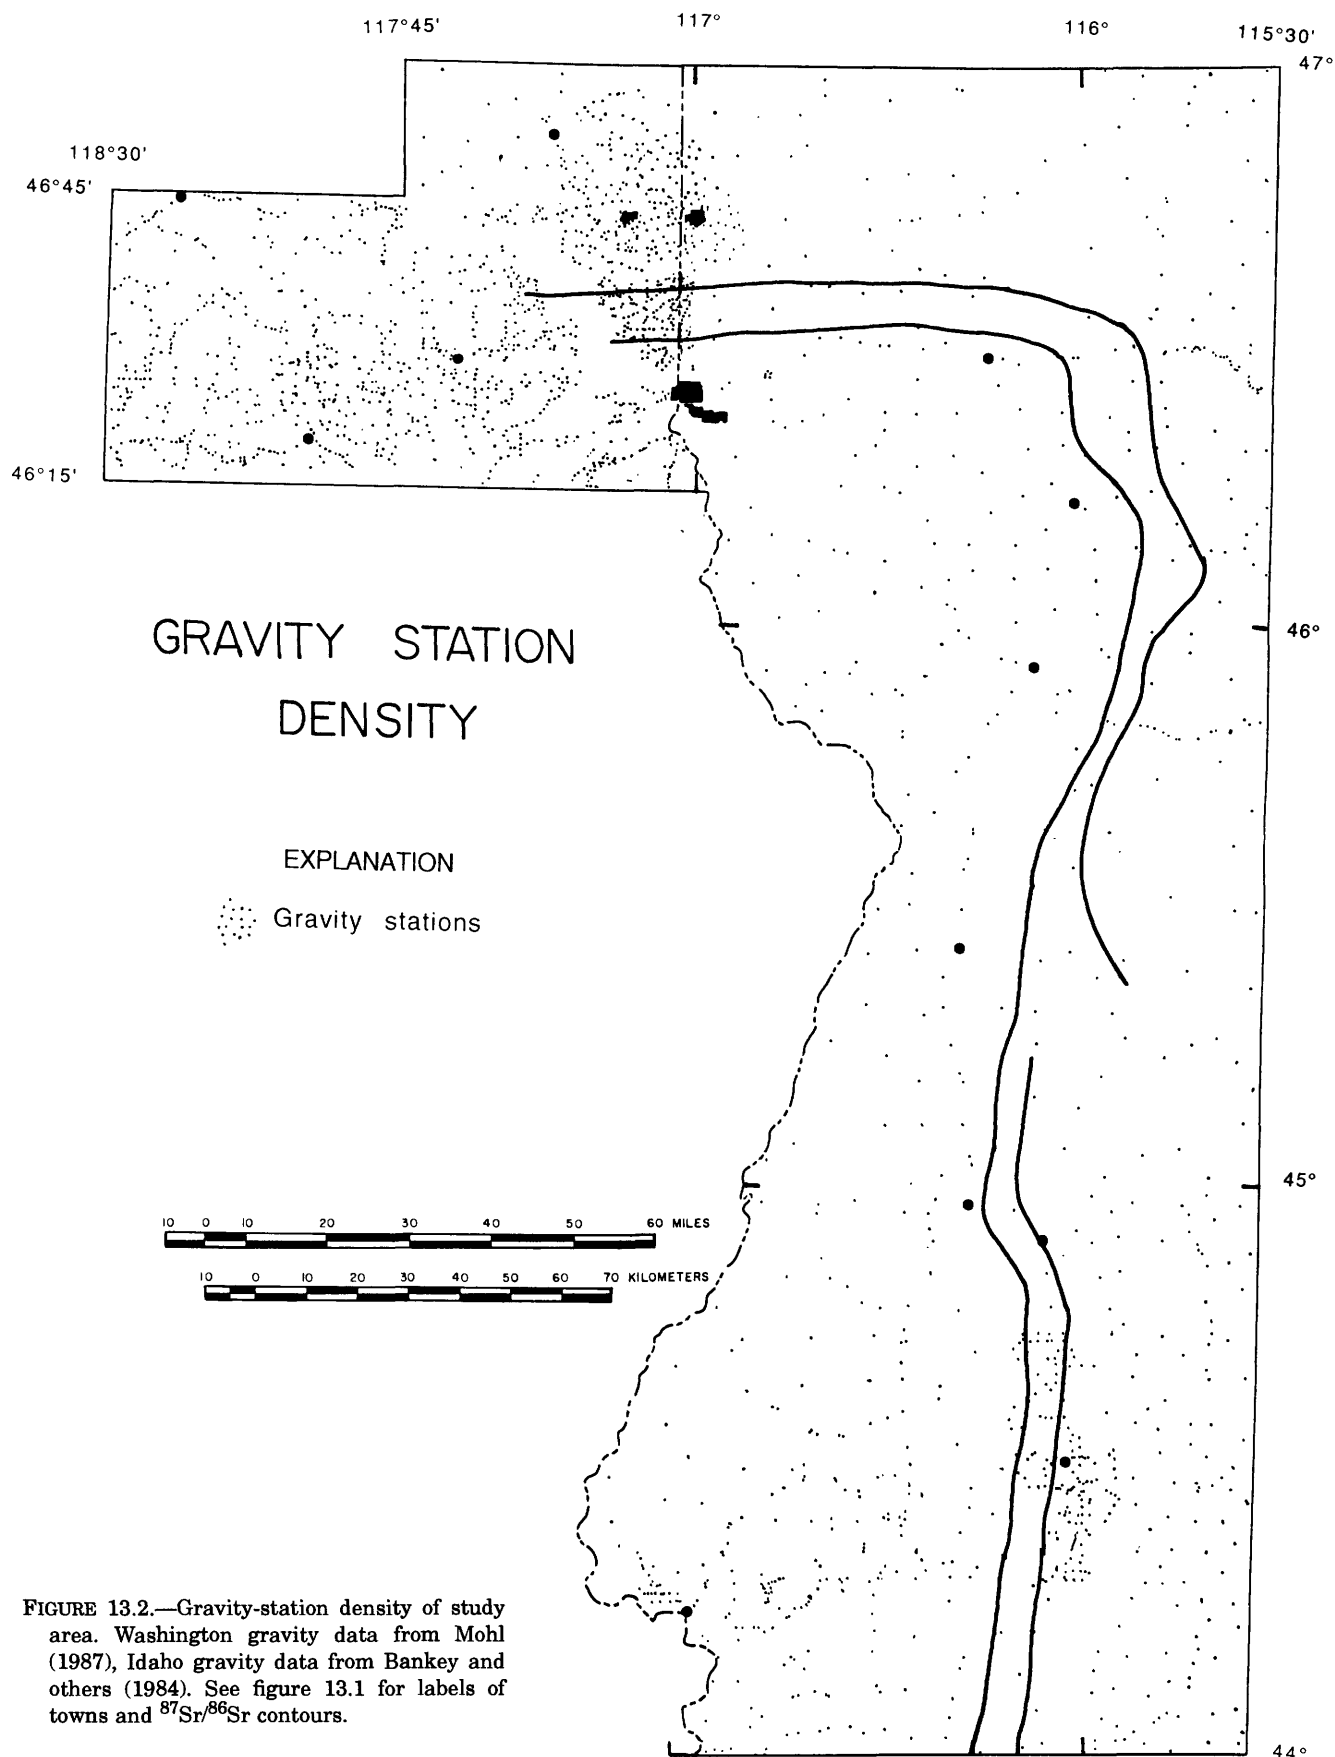 117°45' 117° 116° 115°30'
47°
118°30'
46°45'
46°15'
GRAVITY STATION
DENSITY
46°
EXPLANATION
Gravity stations
45°
10 0 10 20 30 40 50 60 MILES
10 0 10 20 30 40 50 60 70 KILOMETERS
FIGURE 13.2.—Gravity-station density of study
area. Washington gravity data from Mohl
(1987), Idaho gravity data from Bankey and
others (1984). See figure 13.1 for labels of
towns and ⁸⁷Sr/⁸⁶Sr contours.
44°